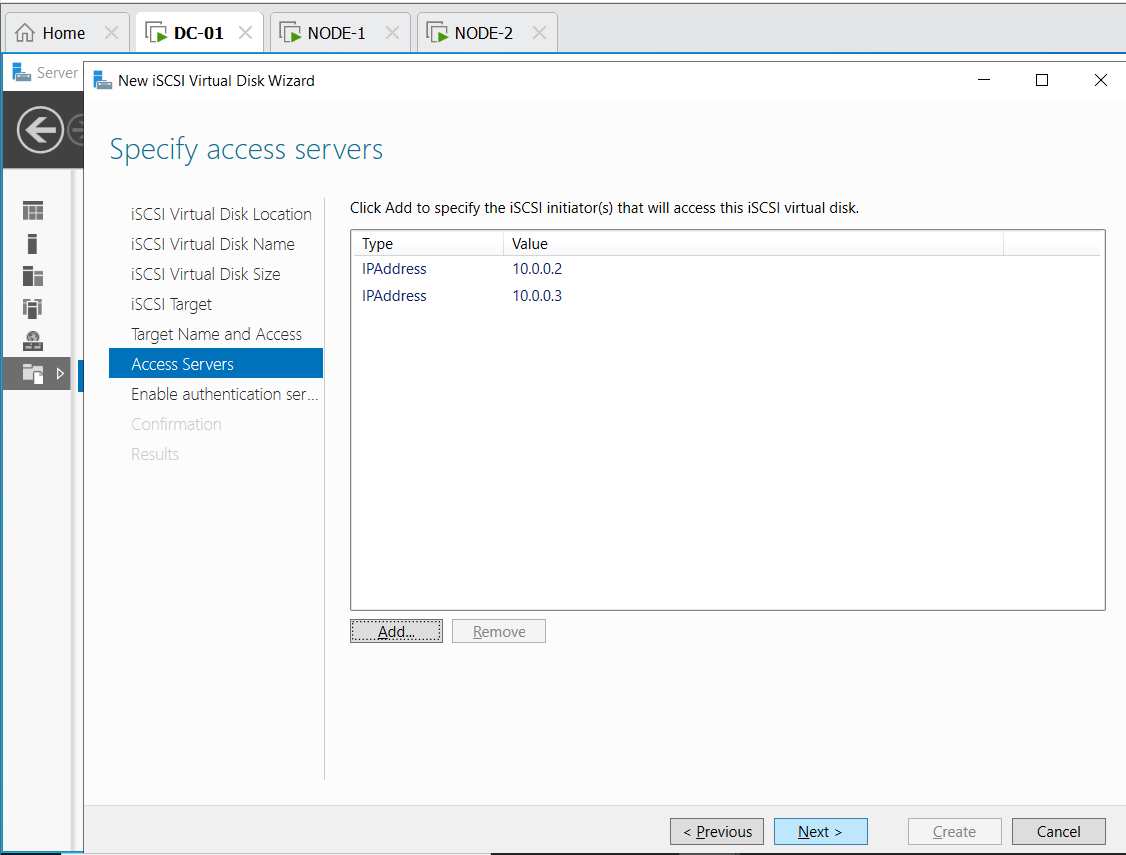 Home
DC-01
NODE-1
NODE-2
Server
New iSCSI Virtual Disk Wizard
Specify access servers
iSCSI Virtual Disk Location
iSCSI Virtual Disk Name
iSCSI Virtual Disk Size
iSCSI Target
Target Name and Access
Access Servers
Enable authentication ser...
Confirmation
Results
Click Add to specify the iSCSI initiator(s) that will access this iSCSI virtual disk.
Type Value
IPAddress 10.0.0.2
IPAddress 10.0.0.3
Add...
Remove
< Previous
Next >
Create
Cancel